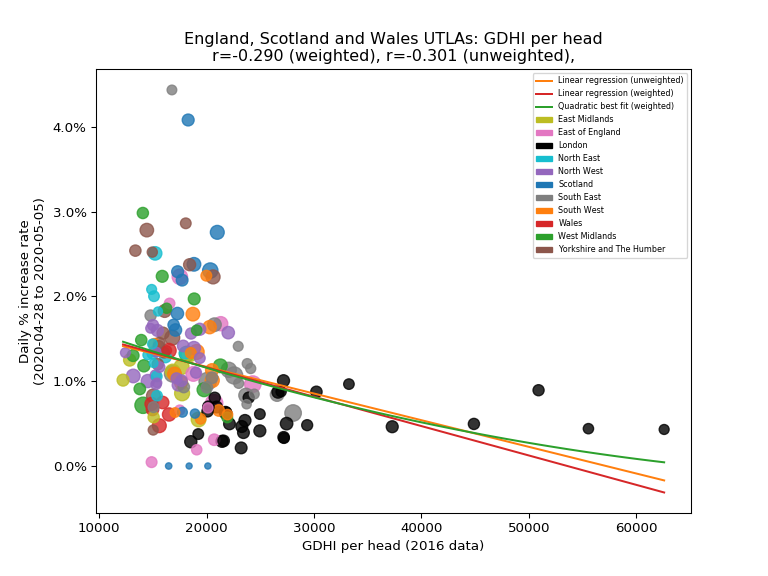 England, Scotland and Wales UTLAs: GDHI per head
r=-0.290 (weighted), r=-0.301 (unweighted),
Linear regression (unweighted)
Linear regression (weighted)
Quadratic best fit (weighted)
East Midlands
East of England
London
North East
North West
Scotland
South East
South West
Wales
West Midlands
Yorkshire and The Humber
4.0%
3.0%
2.0%
1.0%
0.0%
Daily % increase rate
(2020-04-28 to 2020-05-05)
10000
20000
30000
40000
50000
60000
GDHI per head (2016 data)